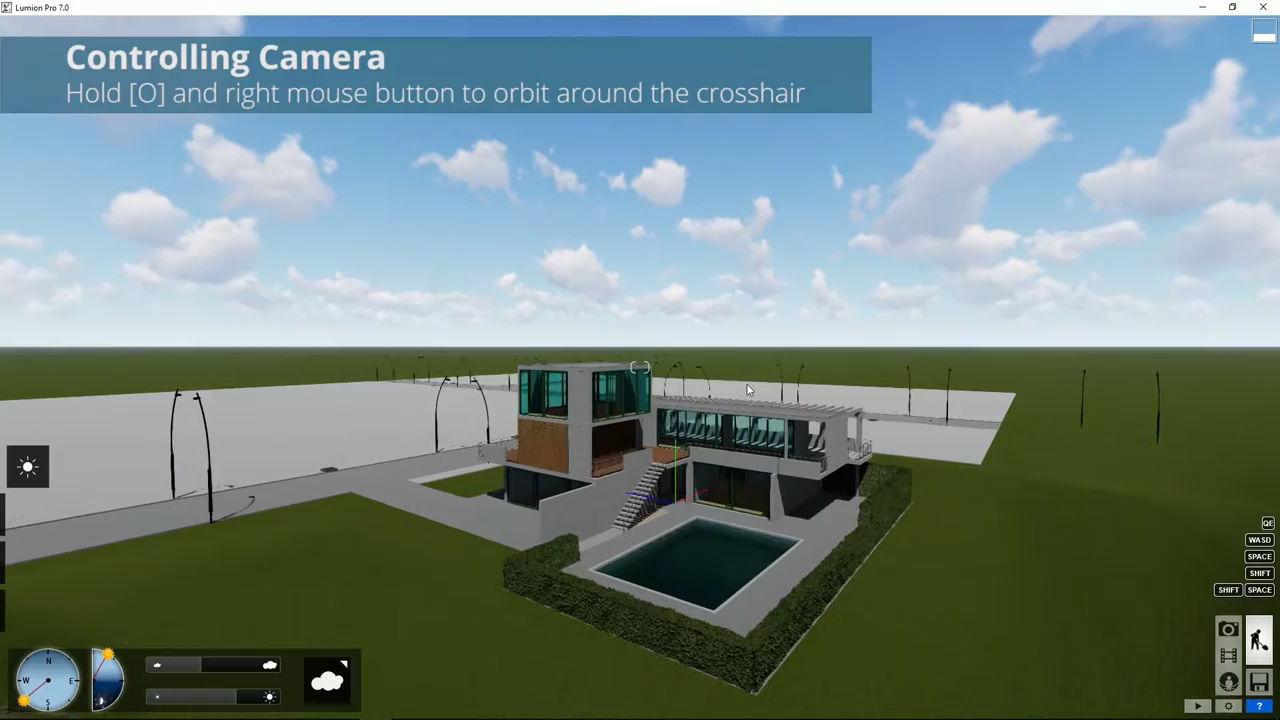 Lumion Pro 7.0
Controlling Camera
Hold [O] and right mouse button to orbit around the crosshair
QE
WASD
SPACE
SHIFT
SHIFT SPACE
N
W E
S
?